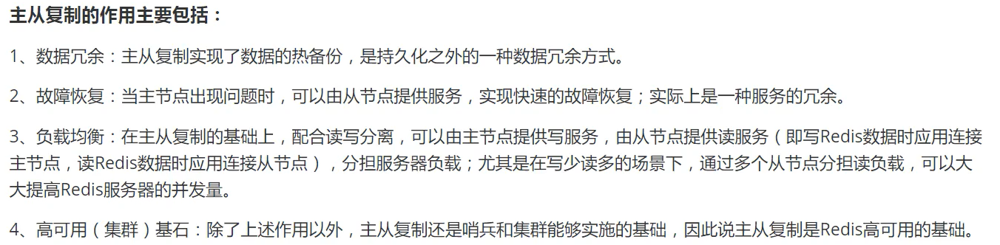 主从复制的作用主要包括：
1、数据冗余：主从复制实现了数据的热备份，是持久化之外的一种数据冗余方式。
2、故障恢复：当主节点出现问题时，可以由从节点提供服务，实现快速的故障恢复；实际上是一种服务的冗余。
3、负载均衡：在主从复制的基础上，配合读写分离，可以由主节点提供写服务，由从节点提供读服务（即写Redis数据时应用连接
主节点，读Redis数据时应用连接从节点），分担服务器负载；尤其是在写少读多的场景下，通过多个从节点分担读负载，可以大
大提高Redis服务器的并发量。
4、高可用（集群）基石：除了上述作用以外，主从复制还是哨兵和集群能够实施的基础，因此说主从复制是Redis高可用的基础。